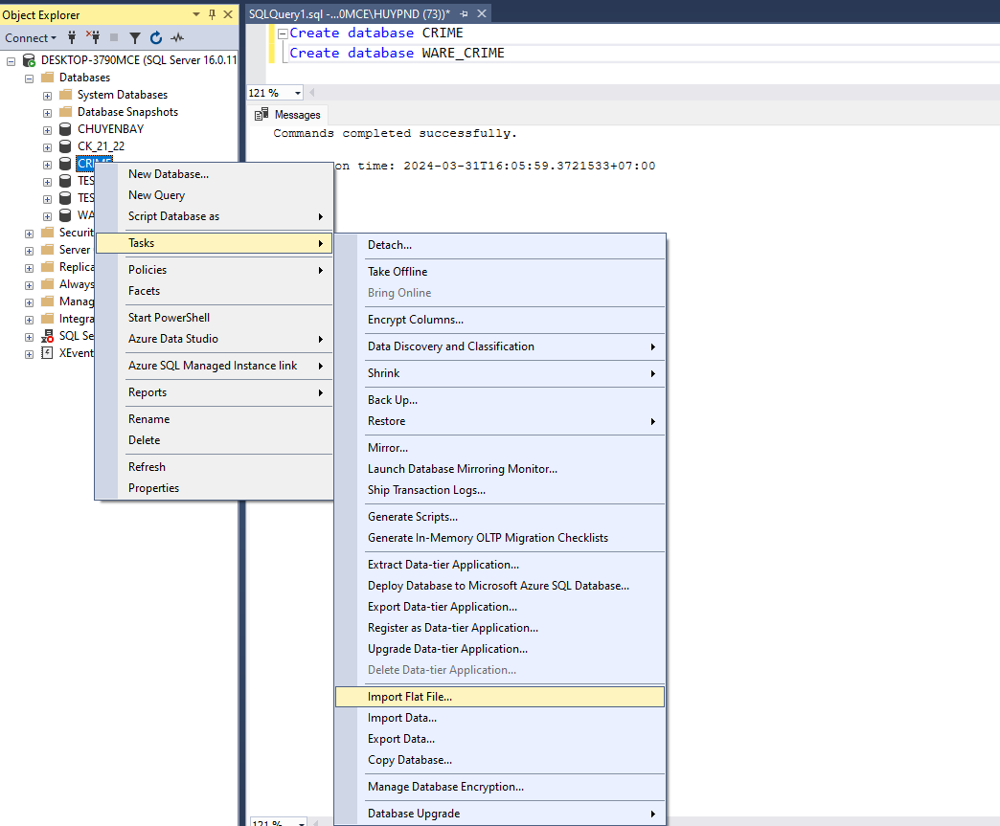 Object Explorer
Connect
DESKTOP-3790MCE (SQL Server 16.0.11
Databases
System Databases
Database Snapshots
CHUYENBAY
CK_21_22
CRIME
TES
TES
WA
Securit
Server
Replica
Always
Manag
Integra
SQL Se
XEvent
New Database...
New Query
Script Database as
Tasks
Policies
Facets
Start PowerShell
Azure Data Studio
Azure SQL Managed Instance link
Reports
Rename
Delete
Refresh
Properties
Detach...
Take Offline
Bring Online
Encrypt Columns...
Data Discovery and Classification
Shrink
Back Up...
Restore
Mirror...
Launch Database Mirroring Monitor...
Ship Transaction Logs...
Generate Scripts...
Generate In-Memory OLTP Migration Checklists
Extract Data-tier Application...
Deploy Database to Microsoft Azure SQL Database...
Export Data-tier Application...
Register as Data-tier Application...
Upgrade Data-tier Application...
Delete Data-tier Application...
Import Flat File...
Import Data...
Export Data...
Copy Database...
Manage Database Encryption...
Database Upgrade
SQLQuery1.sql -...0MCE\HUYPND (73))*
Create database CRIME
Create database WARE_CRIME
121 %
Messages
Commands completed successfully.
on time: 2024-03-31T16:05:59.3721533+07:00
121 %